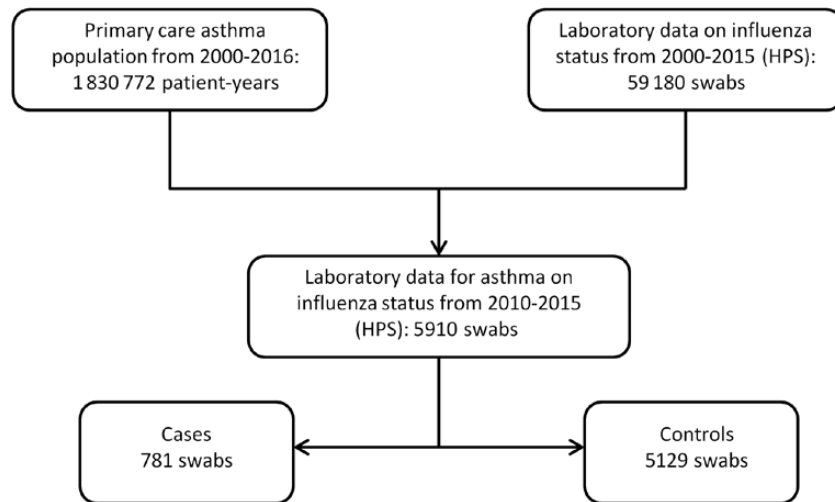 Primary care asthma
population from 2000-2016:
1 830 772 patient-years
Laboratory data on influenza
status from 2000-2015 (HPS):
59 180 swabs
Laboratory data for asthma on
influenza status from 2010-2015
(HPS): 5910 swabs
Cases
781 swabs
Controls
5129 swabs